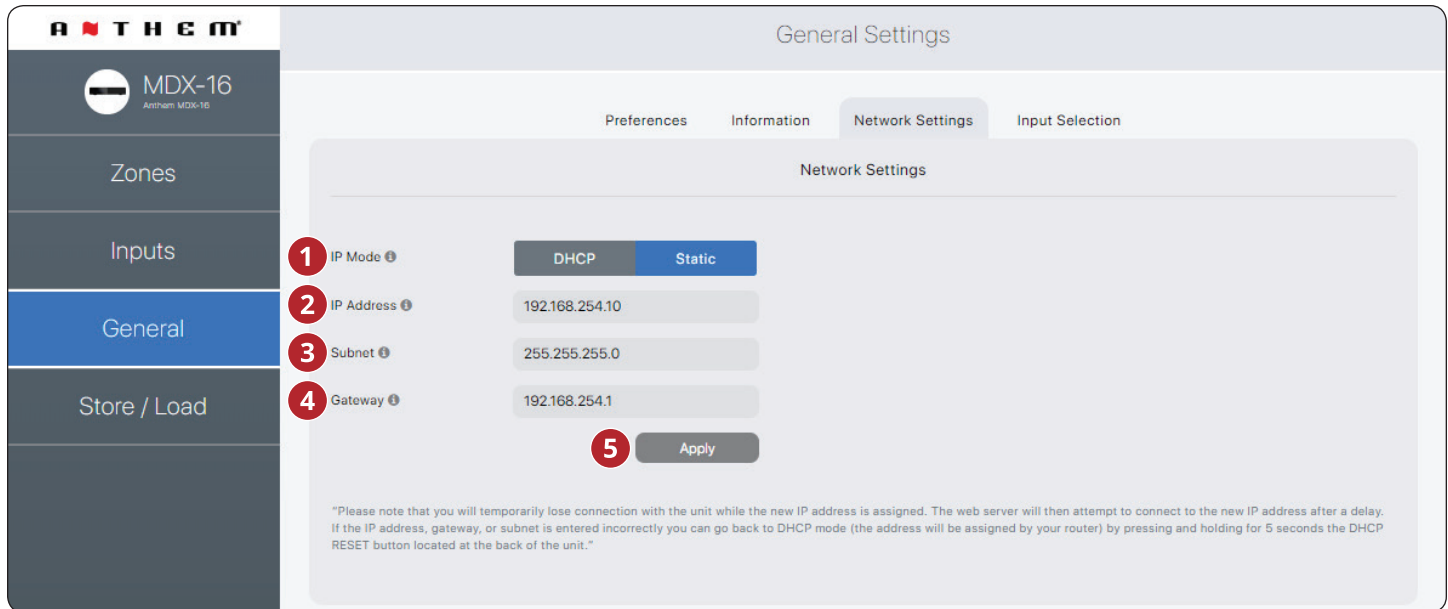 ANTHEM
General Settings
MDX-16
Anthem MDX-16
Preferences Information Network Settings Input Selection
Zones
Network Settings
Inputs
1 IP Mode DHCP Static
2 IP Address 192.168.254.10
General
3 Subnet 255.255.255.0
Store / Load
4 Gateway 192.168.254.1
5 Apply
"Please note that you will temporarily lose connection with the unit while the new IP address is assigned. The web server will then attempt to connect to the new IP address after a delay.
If the IP address, gateway, or subnet is entered incorrectly you can go back to DHCP mode (the address will be assigned by your router) by pressing and holding for 5 seconds the DHCP
RESET button located at the back of the unit."